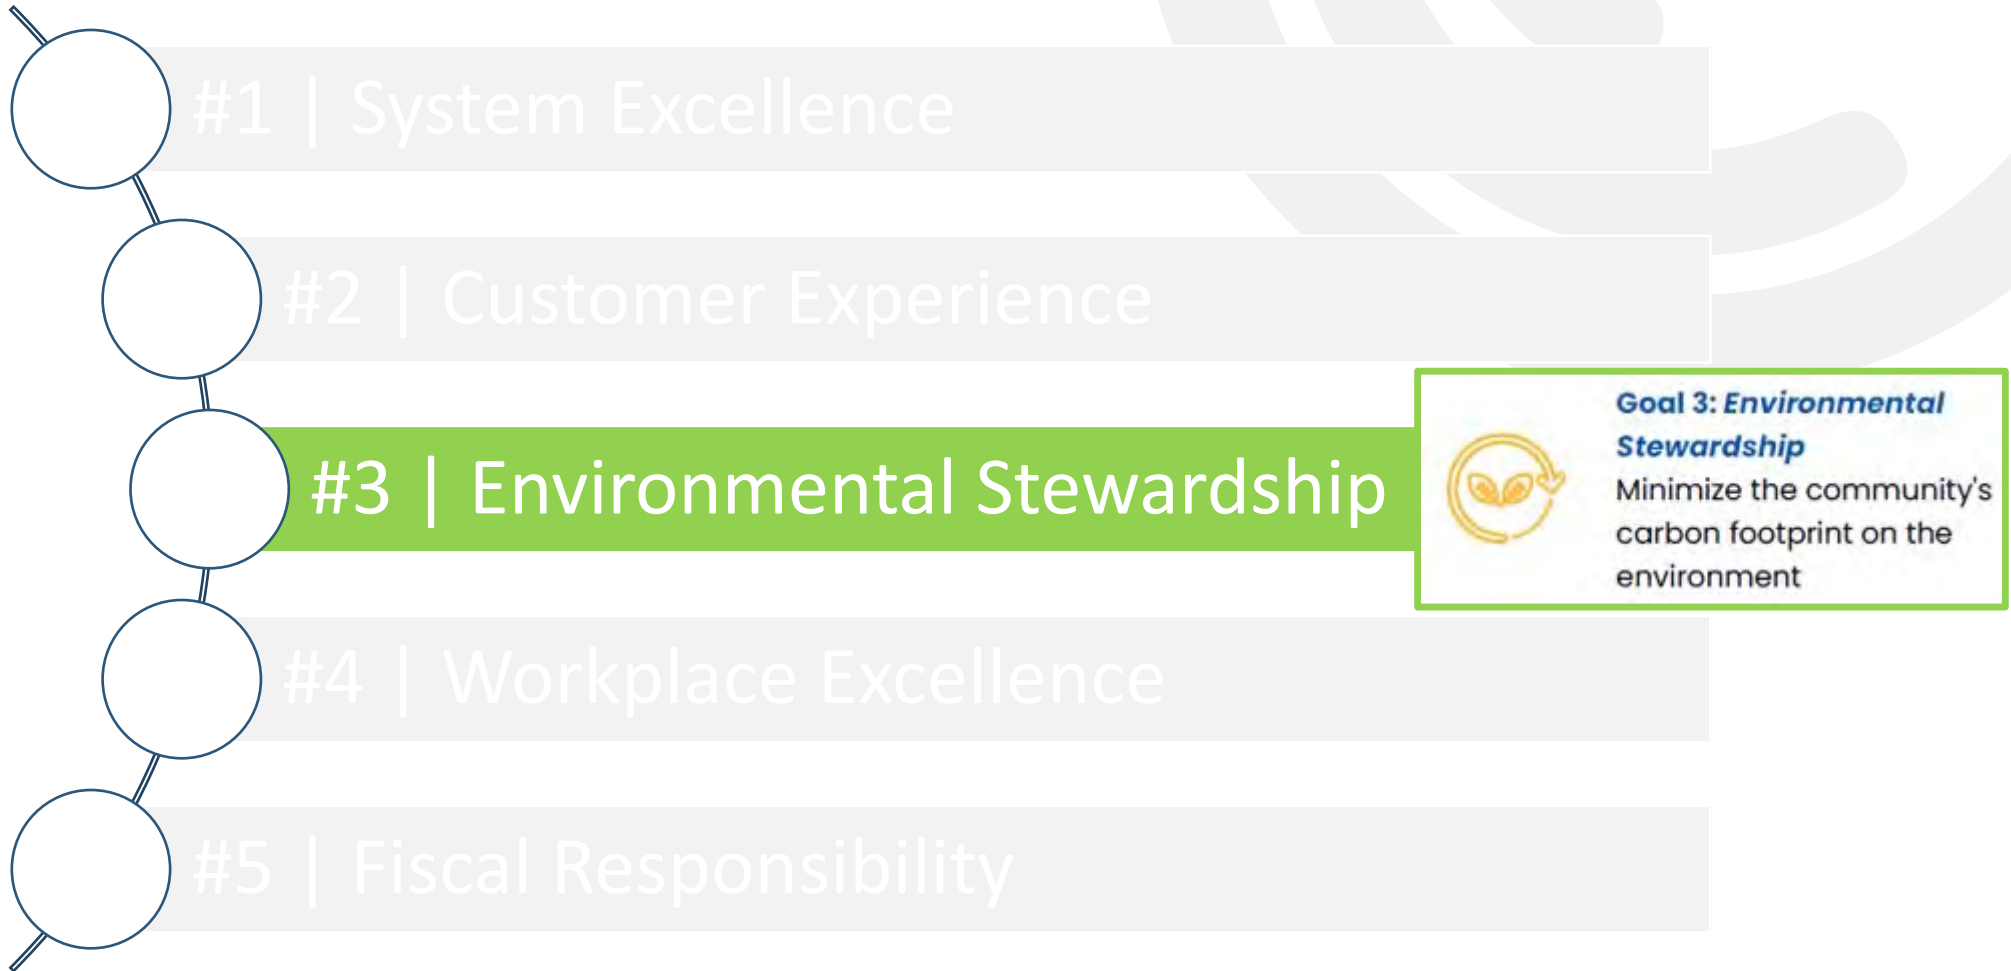 #1 | System Excellence
#2 | Customer Experience
#3 | Environmental Stewardship
Goal 3: Environmental
Stewardship
Minimize the community's
carbon footprint on the
environment
#4 | Workplace Excellence
#5 | Fiscal Responsibility